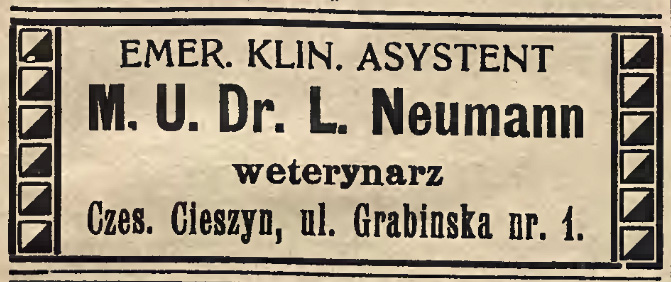 EMER. KLIN. ASYSTENT
M. U. Dr. L. Neumann
weterynarz
Czes. Cieszyn, ul. Grabinska nr. 1.